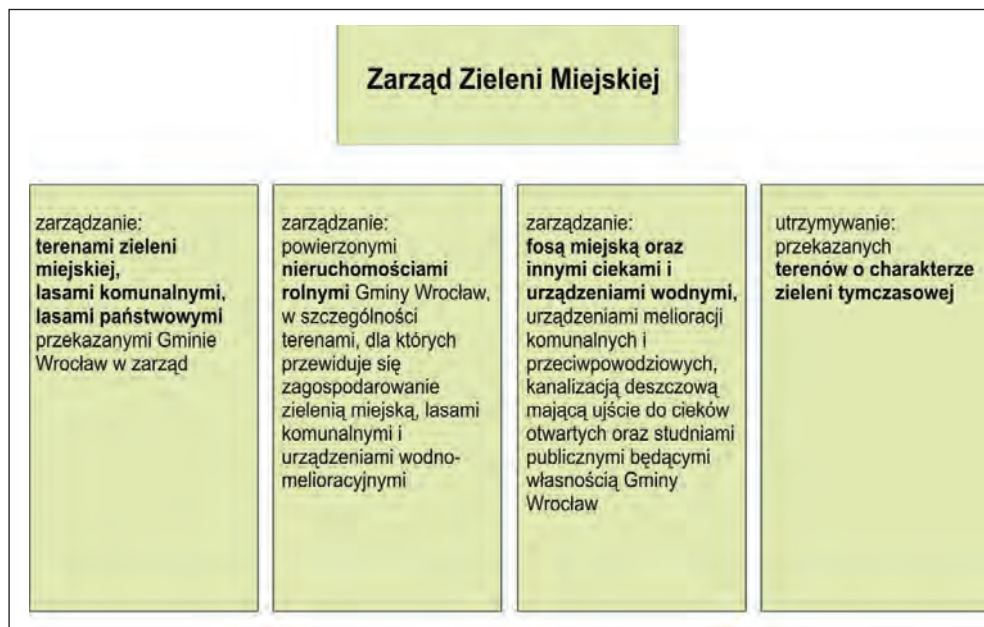 Zarząd Zieleni Miejskiej
zarządzanie:
terenami zieleni
miejskiej,
lasami komunalnymi,
lasami państwowymi
przekazanymi Gminie
Wrocław w zarząd
zarządzanie:
powierzonymi
nieruchomościami
rolnymi Gminy Wrocław,
w szczególności
terenami, dla których
przewiduje się
zagospodarowanie
zielenią miejską, lasami
komunalnymi i
urządzeniami wodno-
melioracyjnymi
zarządzanie:
fosą miejską oraz
innymi ciekami i
urządzeniami wodnymi,
urządzeniami melioracji
komunalnych i
przeciwpowodziowych,
kanalizacją deszczową
mającą ujście do cieków
otwartych oraz studniami
publicznymi będącymi
własnością Gminy
Wrocław
utrzymywanie:
przekazanych
terenów o charakterze
zieleni tymczasowej